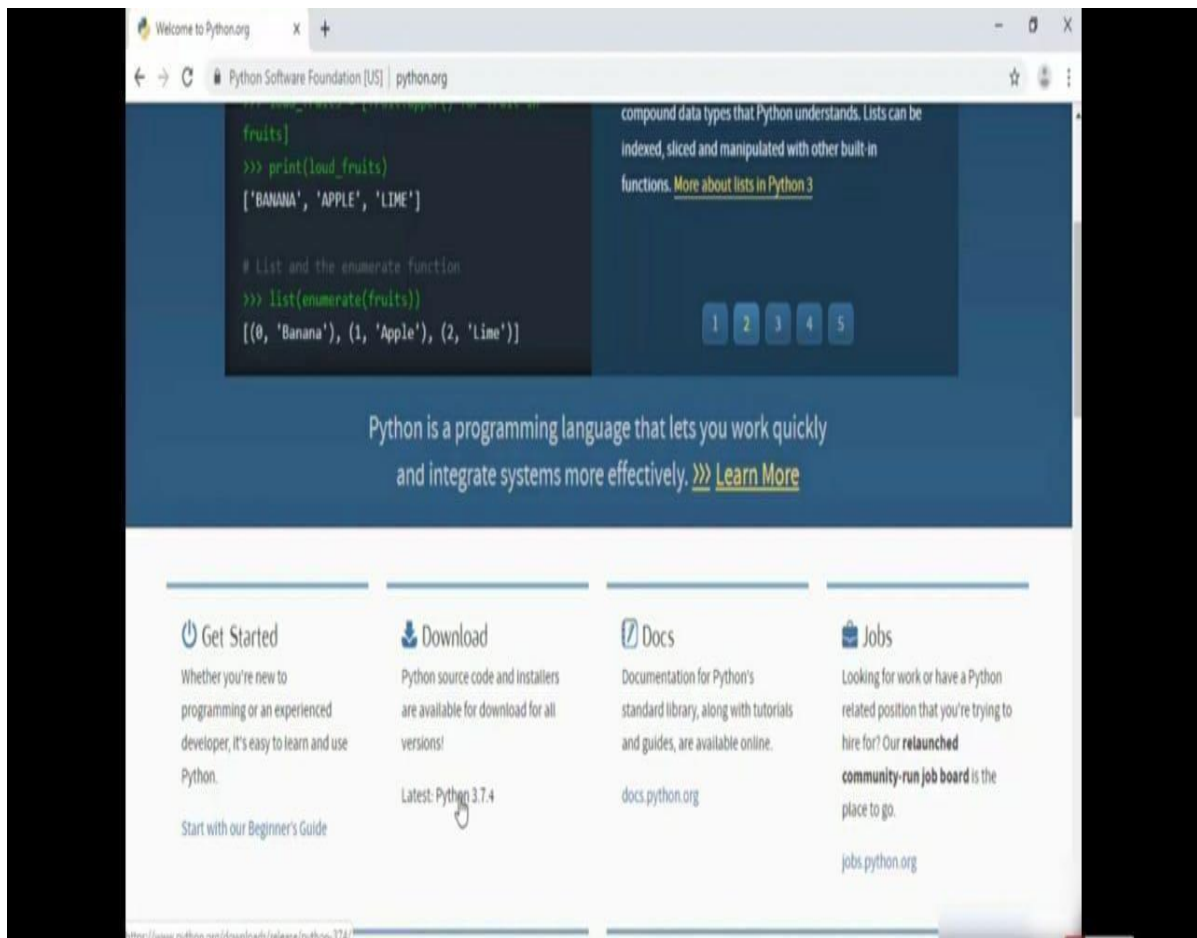 Welcome to Python.org
Python Software Foundation [US] | python.org
fruits]
>>> print(loud_fruits)
['BANANA', 'APPLE', 'LIME']
# List and the enumerate function
>>> list(enumerate(fruits))
[(0, 'Banana'), (1, 'Apple'), (2, 'Lime')]
compound data types that Python understands. Lists can be
indexed, sliced and manipulated with other built-in
functions. More about lists in Python 3
1 2 3 4 5
Python is a programming language that lets you work quickly
and integrate systems more effectively. >>> Learn More
Get Started
Whether you're new to
programming or an experienced
developer, it's easy to learn and use
Python.
Start with our Beginner's Guide
Download
Python source code and installers
are available for download for all
versions!
Latest: Python 3.7.4
Docs
Documentation for Python's
standard library, along with tutorials
and guides, are available online.
docs.python.org
Jobs
Looking for work or have a Python
related position that you're trying to
hire for? Our relaunched
community-run job board is the
place to go.
jobs.python.org